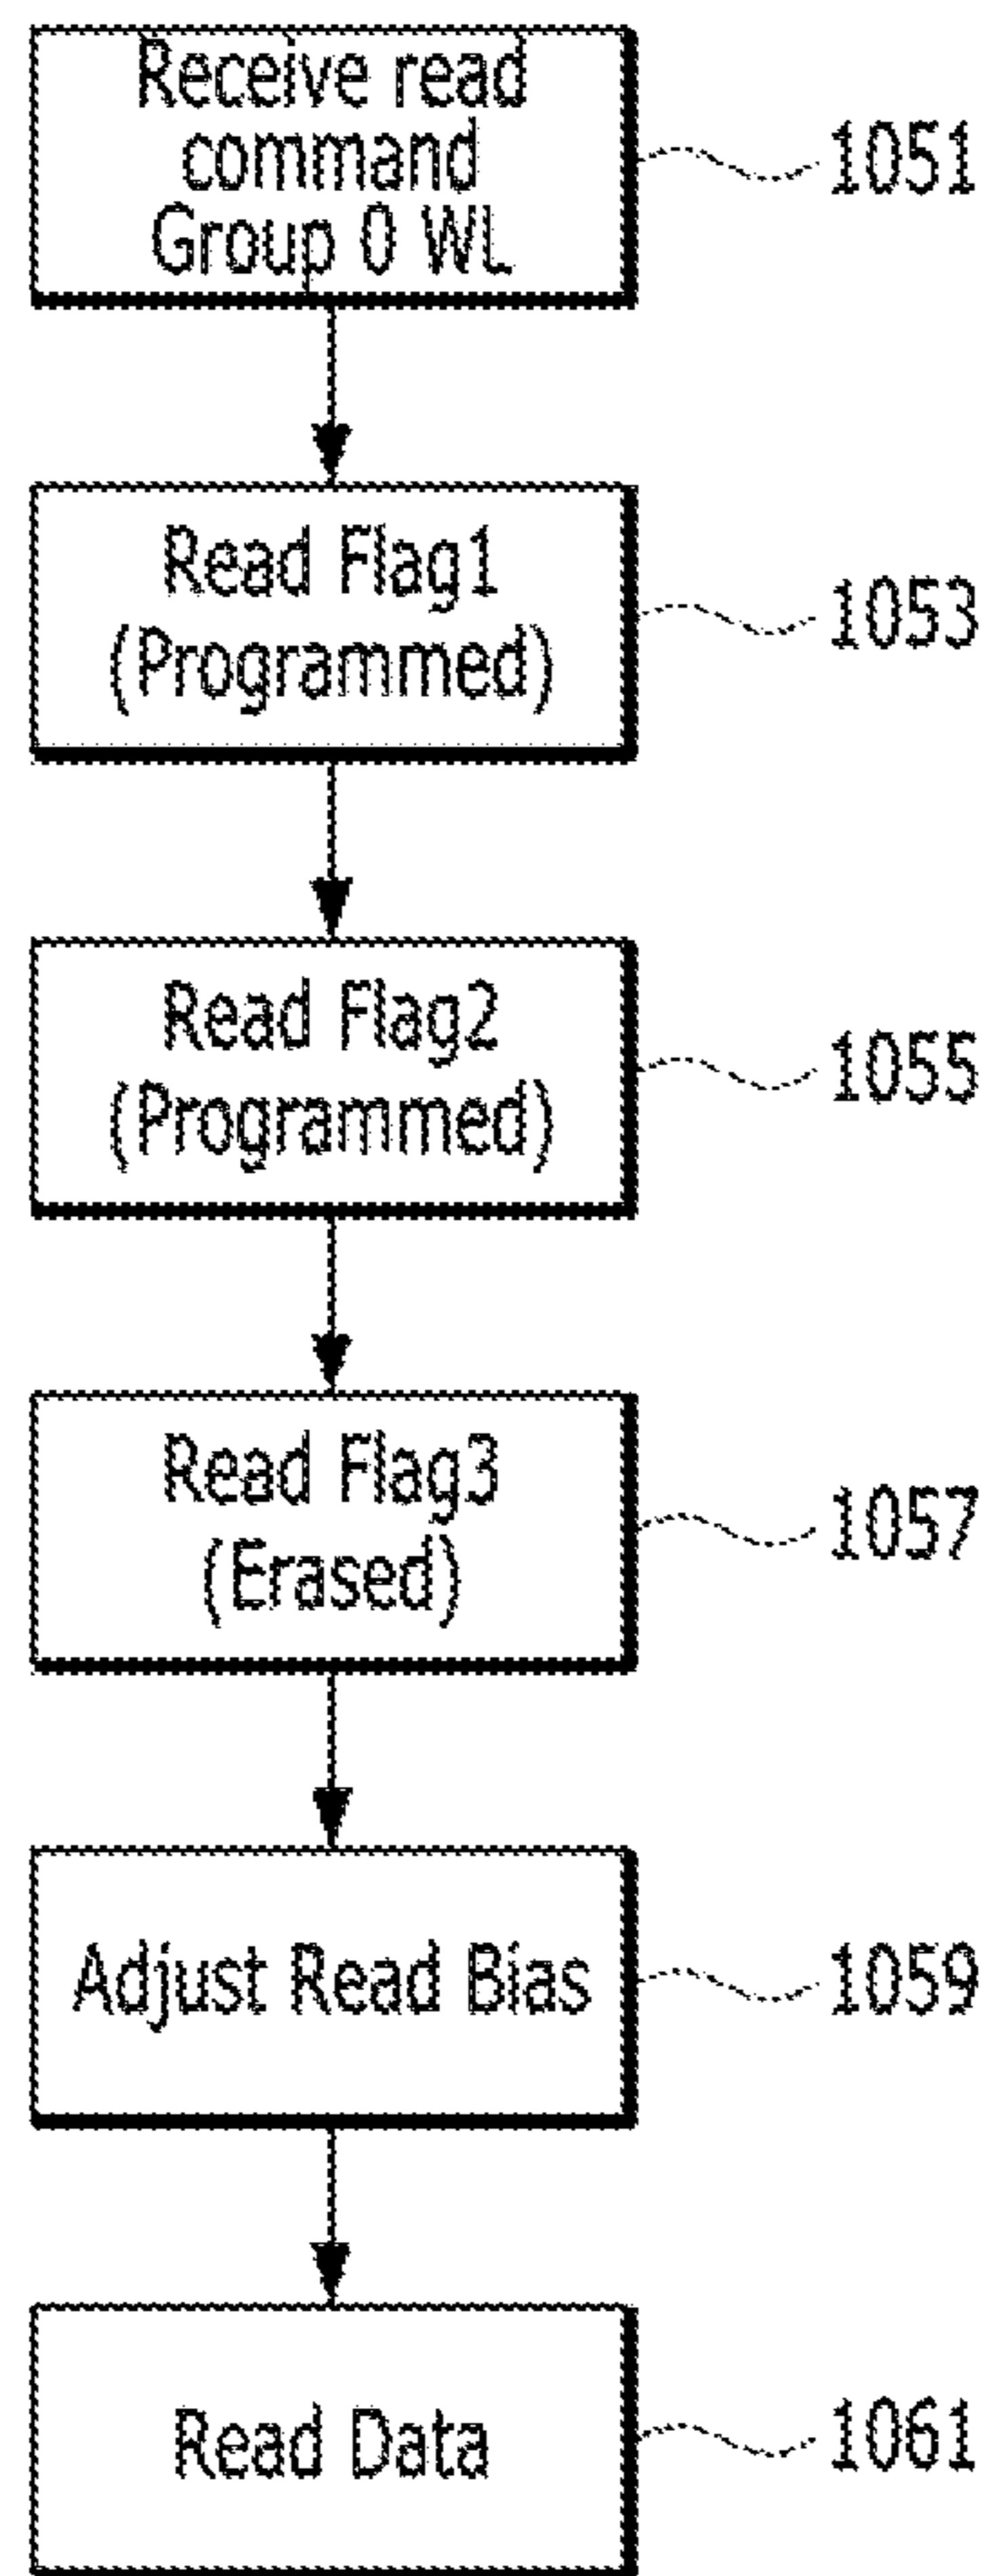 Receive read
command
Group 0 WL
1051
Read Flag1
(Programmed)
1053
Read Flag2
(Programmed)
1055
Read Flag3
(Erased)
1057
Adjust Read Bias
1059
Read Data
1061